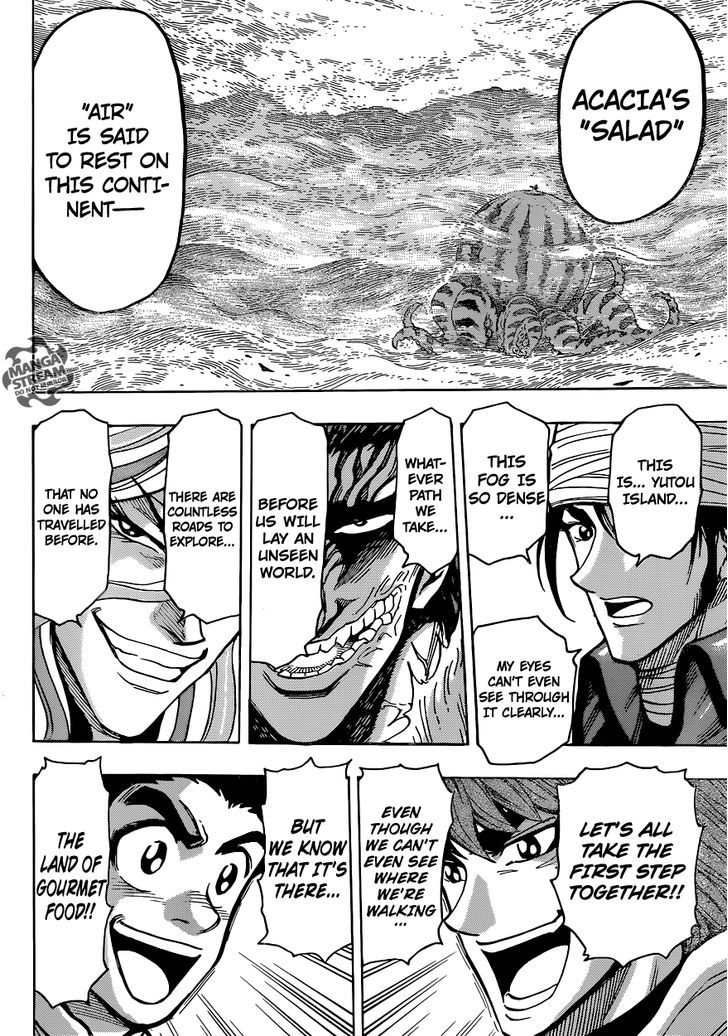 ACACIA'S
"SALAD"
"AIR"
IS SAID
TO REST ON
THIS CONTI-
NENT—
MANGA
STREAM.COM
DO NOT MIRROR
THIS
IS... YUTOU
ISLAND...
THIS
FOG IS
SO DENSE
...
MY EYES
CAN'T EVEN
SEE THROUGH
IT CLEARLY...
WHAT-
EVER
PATH
WE
TAKE...
BEFORE
US WILL
LAY AN
UNSEEN
WORLD.
THERE ARE
COUNTLESS
ROADS TO
EXPLORE...
THAT NO
ONE HAS
TRAVELLED
BEFORE.
LET'S ALL
TAKE THE
FIRST STEP
TOGETHER!!
EVEN
THOUGH
WE CAN'T
EVEN SEE
WHERE
WE'RE
WALKING
...
BUT
WE KNOW
THAT IT'S
THERE...
THE
LAND OF
GOURMET
FOOD!!